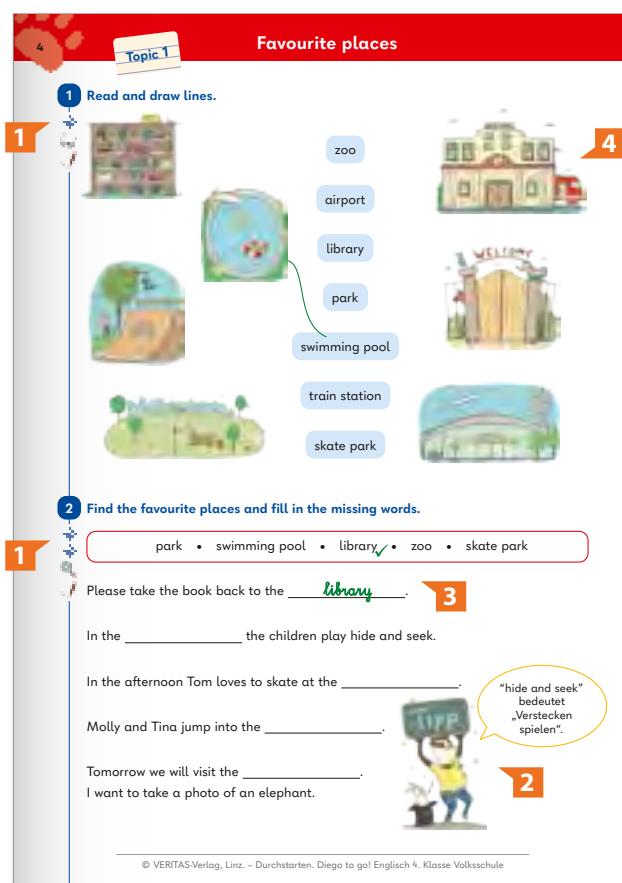 4
Topic 1
Favourite places
1 Read and draw lines.
1
4
zoo
airport
library
WELCOME
park
swimming pool
train station
skate park
2 Find the favourite places and fill in the missing words.
1
park • swimming pool • library • zoo • skate park
Please take the book back to the library.
3
In the ____ the children play hide and seek.
In the afternoon Tom loves to skate at the ____.
"hide and seek"
bedeutet
„Verstecken
spielen“.
TIPP
Molly and Tina jump into the ____.
Tomorrow we will visit the ____.
2
I want to take a photo of an elephant.
© VERITAS-Verlag, Linz. – Durchstarten. Diego to go! Englisch 4. Klasse Volksschule